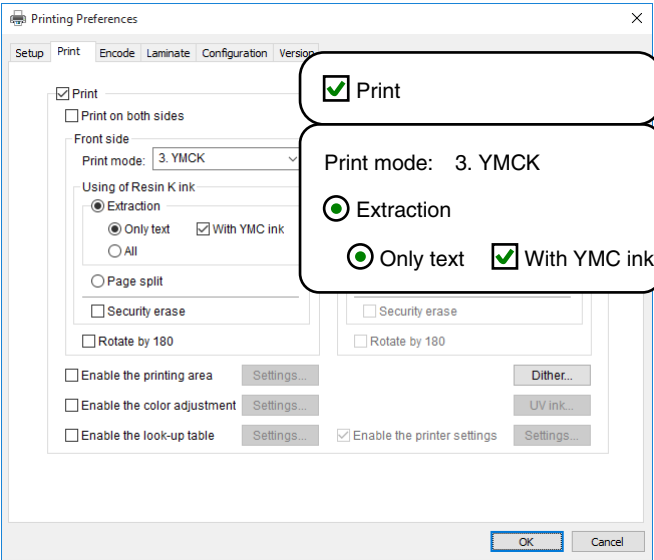 Printing Preferences
Setup Print Encode Laminate Configuration Version
Print
Print
Print on both sides
Front side
Print mode: 3. YMCK
Print mode: 3. YMCK
Using of Resin K ink
Extraction
Extraction
Only text With YMC ink
Only text With YMC ink
All
Page split
Security erase Security erase
Rotate by 180 Rotate by 180
Enable the printing area Settings... Dither...
Enable the color adjustment Settings... UV ink...
Enable the look-up table Settings... Enable the printer settings Settings...
OK Cancel